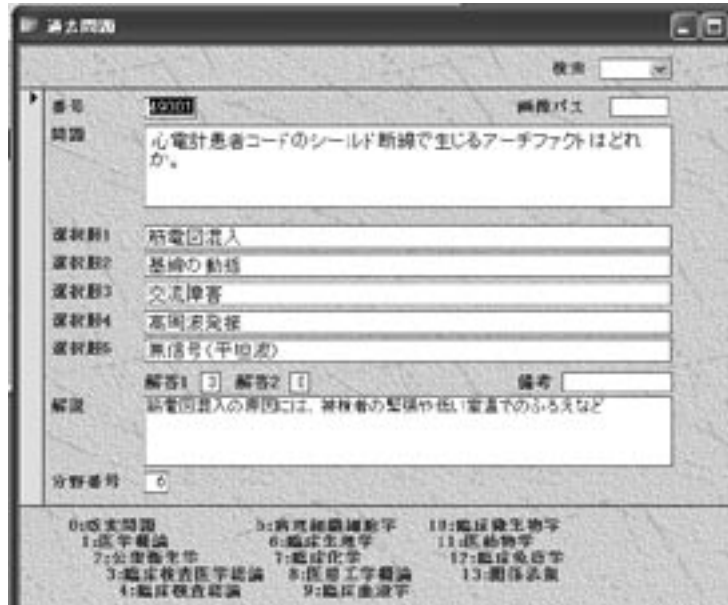 過去問題
検索
番号 49301 画像パス
問題 心電計患者コードのシールド断線で生じるアーチファクトはどれ
か。
選択肢1 筋電図混入
選択肢2 基線の動揺
選択肢3 交流障害
選択肢4 高周波発振
選択肢5 無信号(平坦波)
解答1 3 解答2 備考
解説 筋電図混入の原因には、被検者の緊張や低い室温でのふるえなど
分野番号 6
5:病理組織細胞学 10:臨床微生物学
1:医学概論 6:臨床生理学 11:医動物学
2:公衆衛生学 7:臨床化学 12:臨床免疫学
3:臨床検査医学総論 8:医用工学概論 13:関係法規
4:臨床検査総論 9:臨床血液学